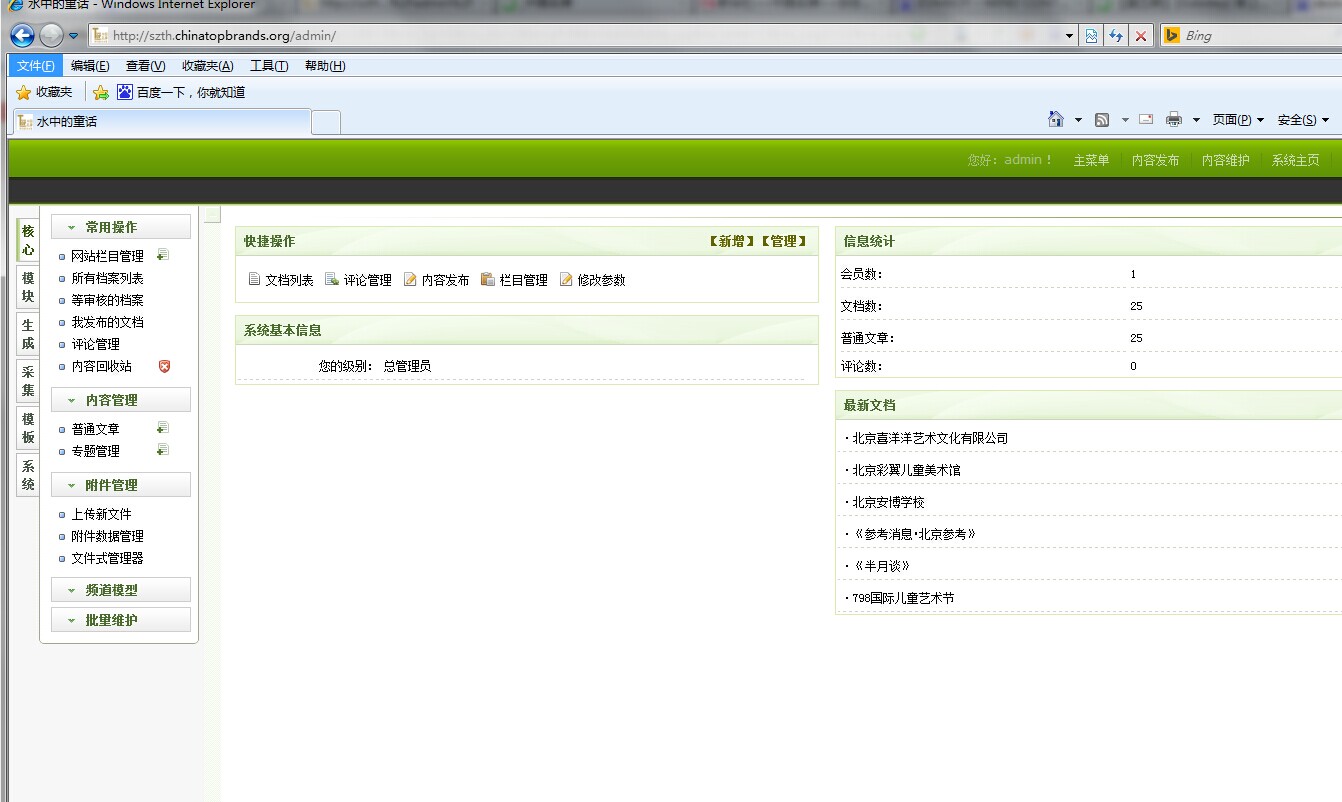 水中的童话 - Windows Internet Explorer
http://szth.chinatopbrands.org/admin/
Bing
文件(F) 编辑(E) 查看(V) 收藏夹(A) 工具(T) 帮助(H)
收藏夹 百度一下，你就知道
水中的童话
页面(P) 安全(S)
您好：admin！ 主菜单 内容发布 内容维护 系统主页
核心
模块
生成
采集
模板
系统
常用操作
网站栏目管理
所有档案列表
等审核的档案
我发布的文档
评论管理
内容回收站
内容管理
普通文章
专题管理
附件管理
上传新文件
附件数据管理
文件式管理器
频道模型
批量维护
快捷操作 【新增】【管理】
文档列表 评论管理 内容发布 栏目管理 修改参数
系统基本信息
您的级别： 总管理员
信息统计
会员数： 1
文档数： 25
普通文章： 25
评论数： 0
最新文档
·北京喜洋洋艺术文化有限公司
·北京彩翼儿童美术馆
·北京安博学校
·《参考消息·北京参考》
·《半月谈》
·798国际儿童艺术节